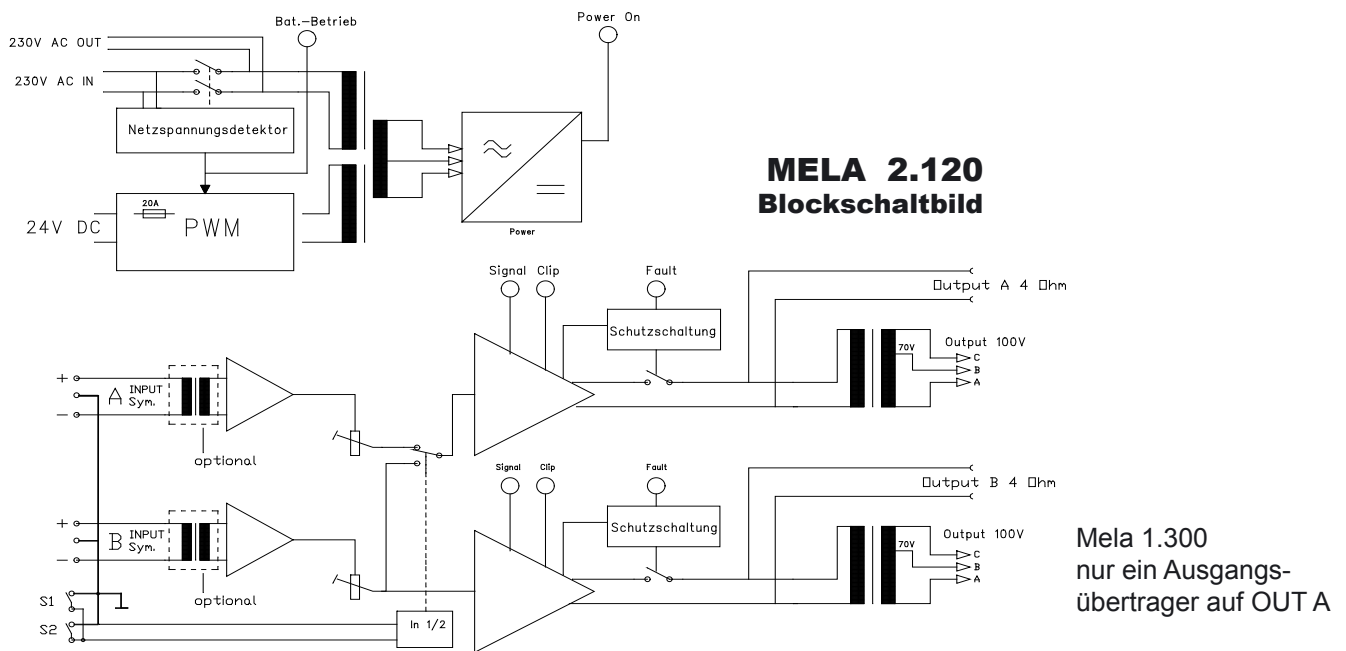 Bat.-Betrieb
Power On
230V AC OUT
230V AC IN
Netzspannungsdetektor
20A
24V DC
PWM
Power
MELA 2.120
Blockschaltbild
Signal Clip
Fault
Output A 4 Ohm
Schutzschaltung
Output 100V
70V
C
B
A
+
A INPUT
Sym.
−
optional
Signal Clip
Fault
Output B 4 Ohm
Schutzschaltung
Output 100V
70V
C
B
A
+
B INPUT
Sym.
−
optional
S1
S2
In 1/2
Mela 1.300
nur ein Ausgangs-
übertrager auf OUT A